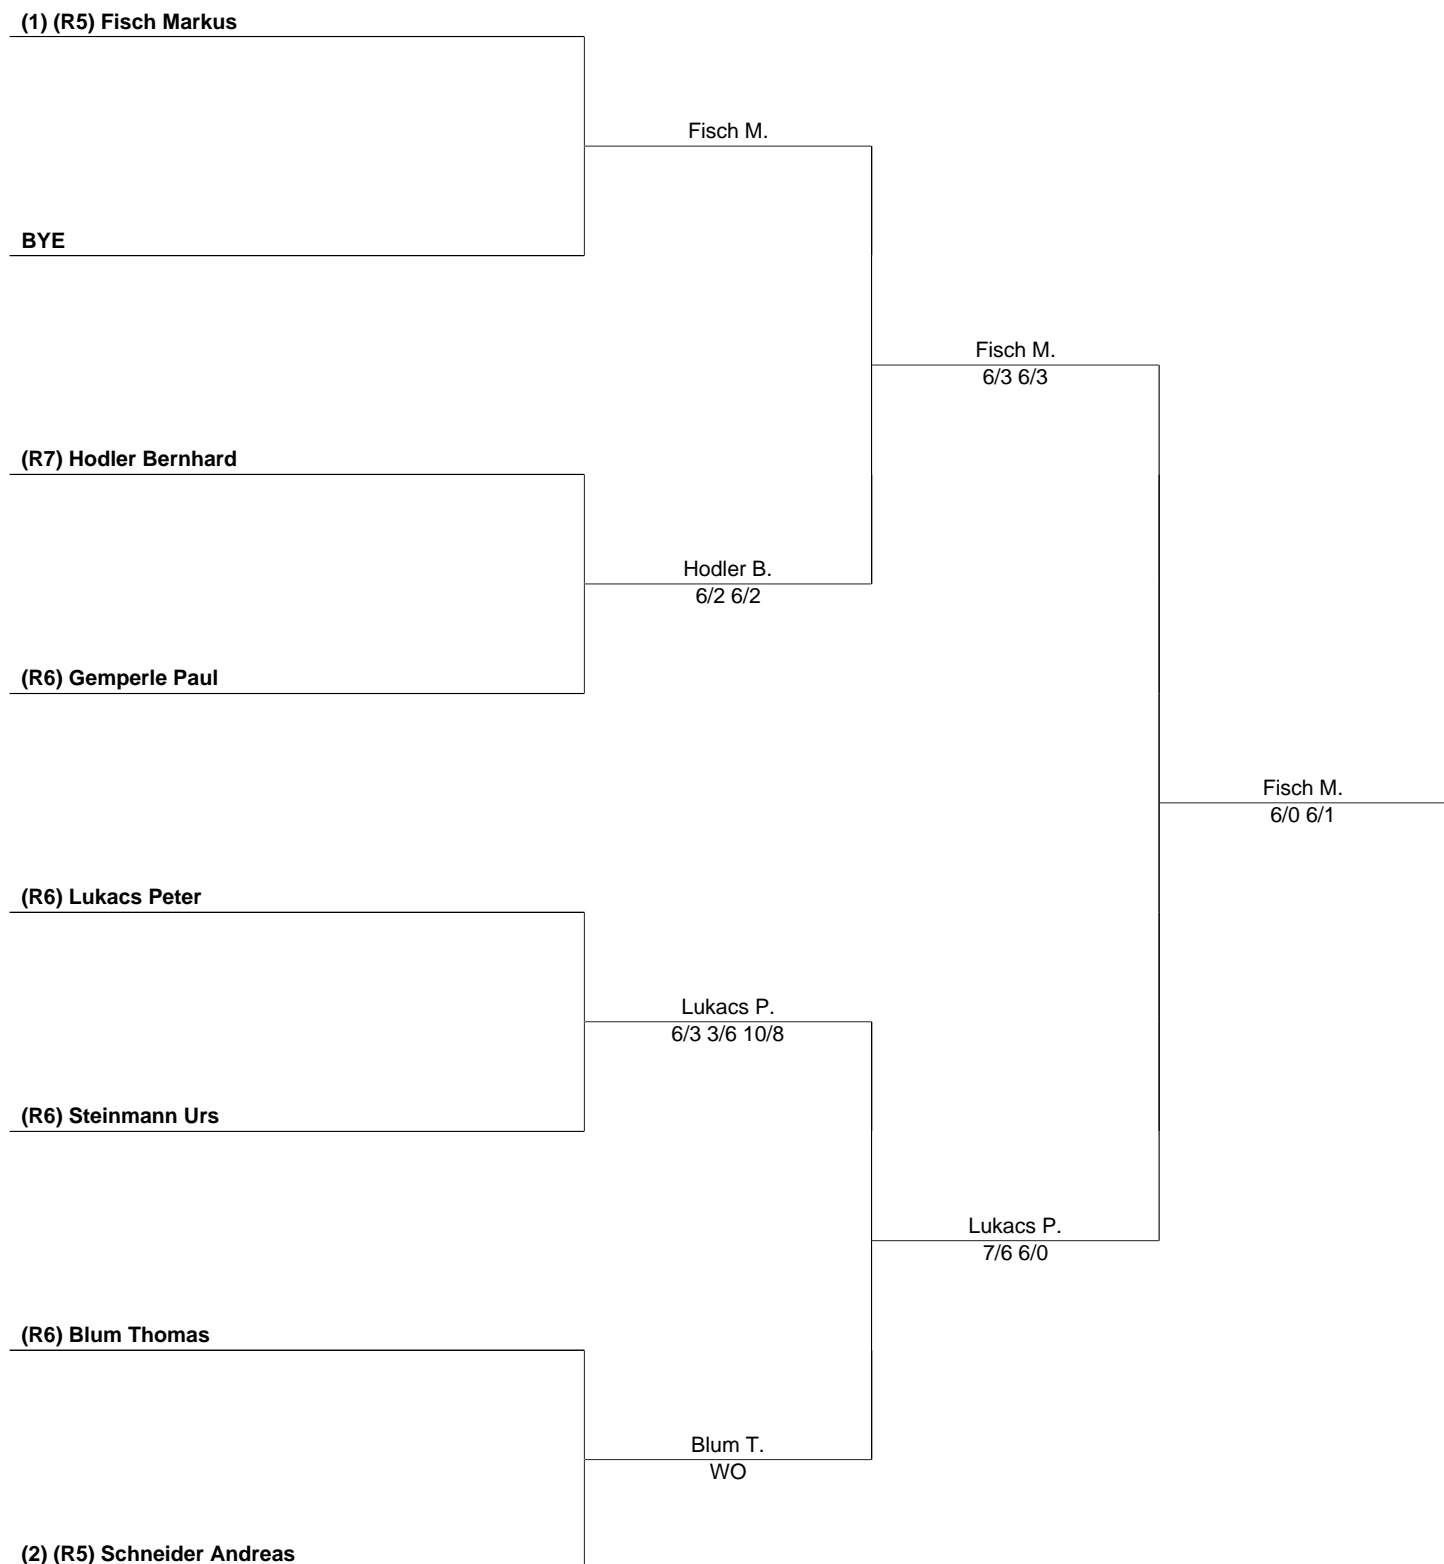 (1) (R5) Fisch Markus
Fisch M.
BYE
Fisch M.
6/3 6/3
(R7) Hodler Bernhard
Hodler B.
6/2 6/2
(R6) Gemperle Paul
Fisch M.
6/0 6/1
(R6) Lukacs Peter
Lukacs P.
6/3 3/6 10/8
(R6) Steinmann Urs
Lukacs P.
7/6 6/0
(R6) Blum Thomas
Blum T.
WO
(2) (R5) Schneider Andreas